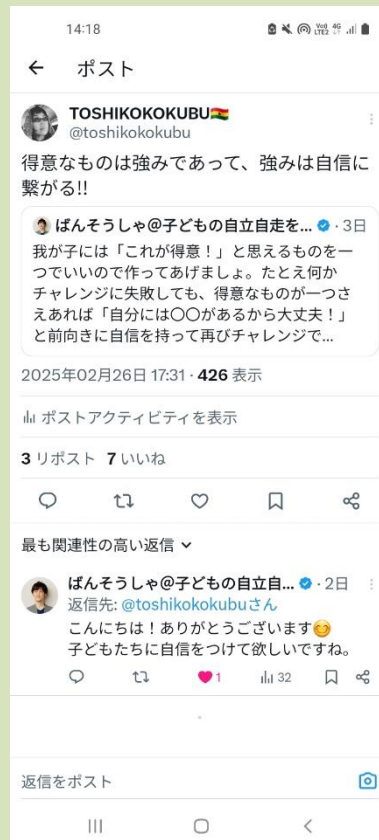 14:18
VoD 4G
LTE2
ポスト
TOSHIKOKOKUBU🇬🇭
@toshikokokubu
得意なものは強みであって、強みは自信に
繋がる!!
ばんそうしゃ@子どもの自立自走を... · 3日
我が子には「これが得意！」と思えるものを一
つでいいので作ってあげましょ。たとえ何か
チャレンジに失敗しても、得意なものが一つさ
えあれば「自分には〇〇があるから大丈夫！」
と前向きに自信を持って再びチャレンジで...
2025年02月26日 17:31 · 426 表示
ポストアクティビティを表示
3 リポスト 7 いいね
最も関連性の高い返信
ばんそうしゃ@子どもの自立自... · 2日
返信先: @toshikokokubuさん
こんにちは！ありがとうございます😊
子どもたちに自信をつけて欲しいですね。
1 32
返信をポスト